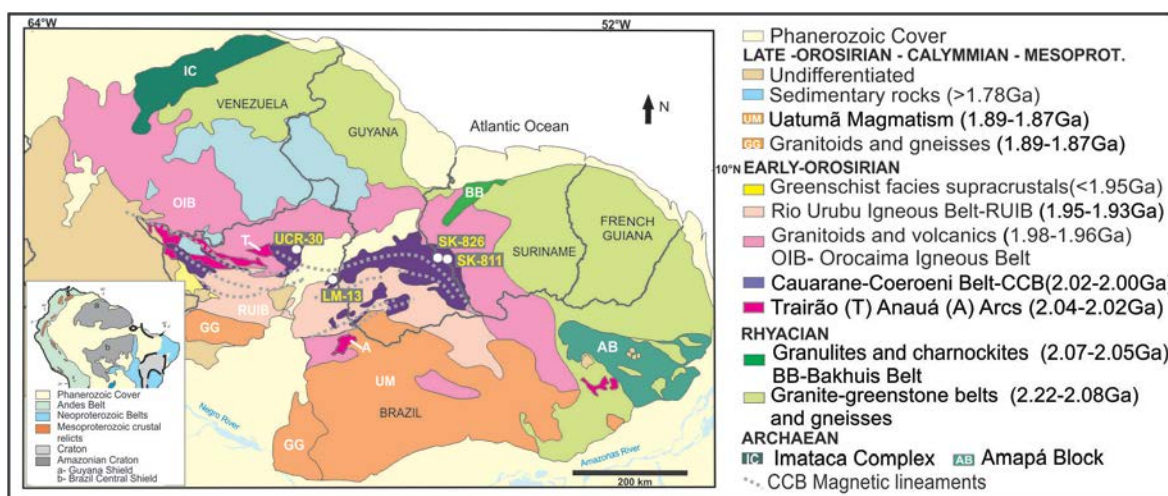 64°W
52°W
IC
VENEZUELA
GUYANA
Atlantic Ocean
N
10°N
OIB
BB
SURINAME
FRENCH
GUIANA
T
UCR-30
SK-826
SK-811
LM-13
RUIB
GG
A
AB
UM
BRAZIL
GG
Negro River
Amazonas River
200 km
a
b
Phanerozoic Cover
Andes Belt
Neoproterozoic Belts
Mesoproterozoic crustal
relicts
Craton
Amazonian Craton
a- Guyana Shield
b- Brazil Central Shield
Phanerozoic Cover
LATE -OROSIRIAN - CALYMMIAN - MESOPROT.
Undifferentiated
Sedimentary rocks (>1.78Ga)
UM Uatumã Magmatism (1.89-1.87Ga)
GG Granitoids and gneisses (1.89-1.87Ga)
EARLY-OROSIRIAN
Greenschist facies supracrustals(<1.95Ga)
Rio Urubu Igneous Belt-RUIB (1.95-1.93Ga)
Granitoids and volcanics (1.98-1.96Ga)
OIB- Orocaima Igneous Belt
Cauarane-Coeroeni Belt-CCB(2.02-2.00Ga)
Trairão (T) Anauá (A) Arcs (2.04-2.02Ga)
RHYACIAN
Granulites and charnockites (2.07-2.05Ga)
BB-Bakhuis Belt
Granite-greenstone belts (2.22-2.08Ga)
and gneisses
ARCHAEAN
IC Imataca Complex AB Amapá Block
CCB Magnetic lineaments